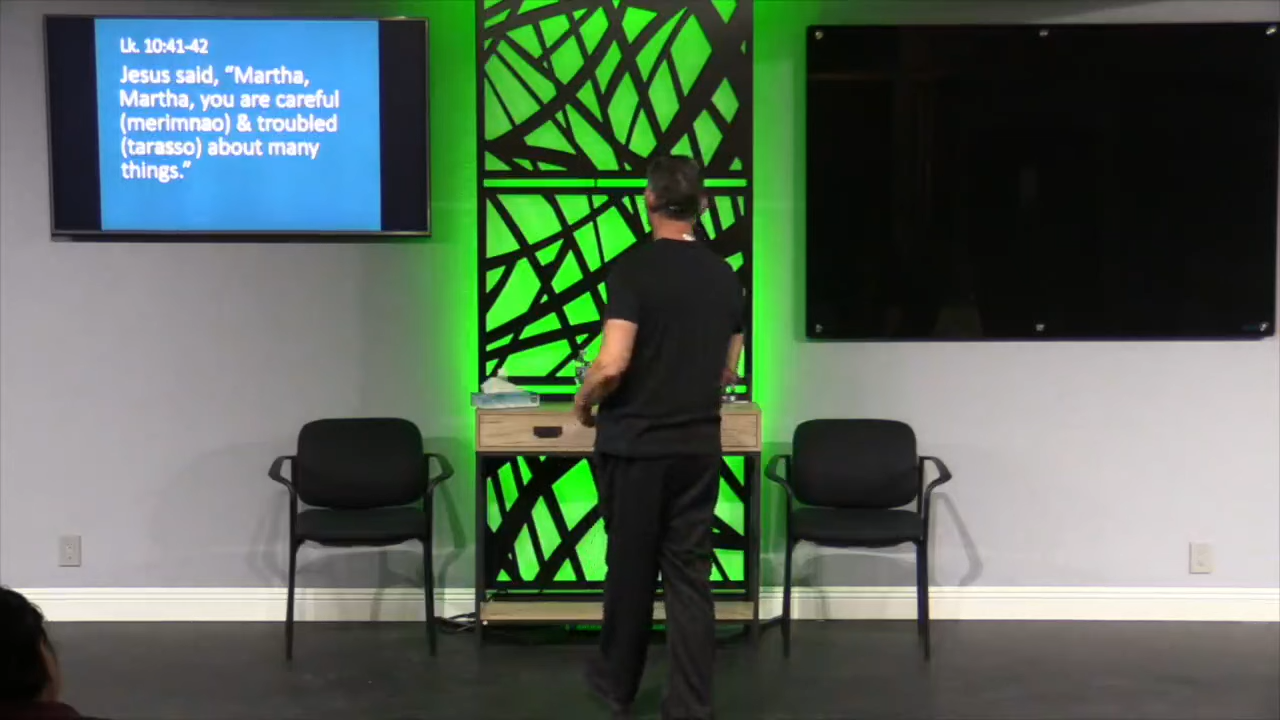 Lk. 10:41-42
Jesus said, “Martha,
Martha, you are careful
(merimnao) & troubled
(tarasso) about many
things.”